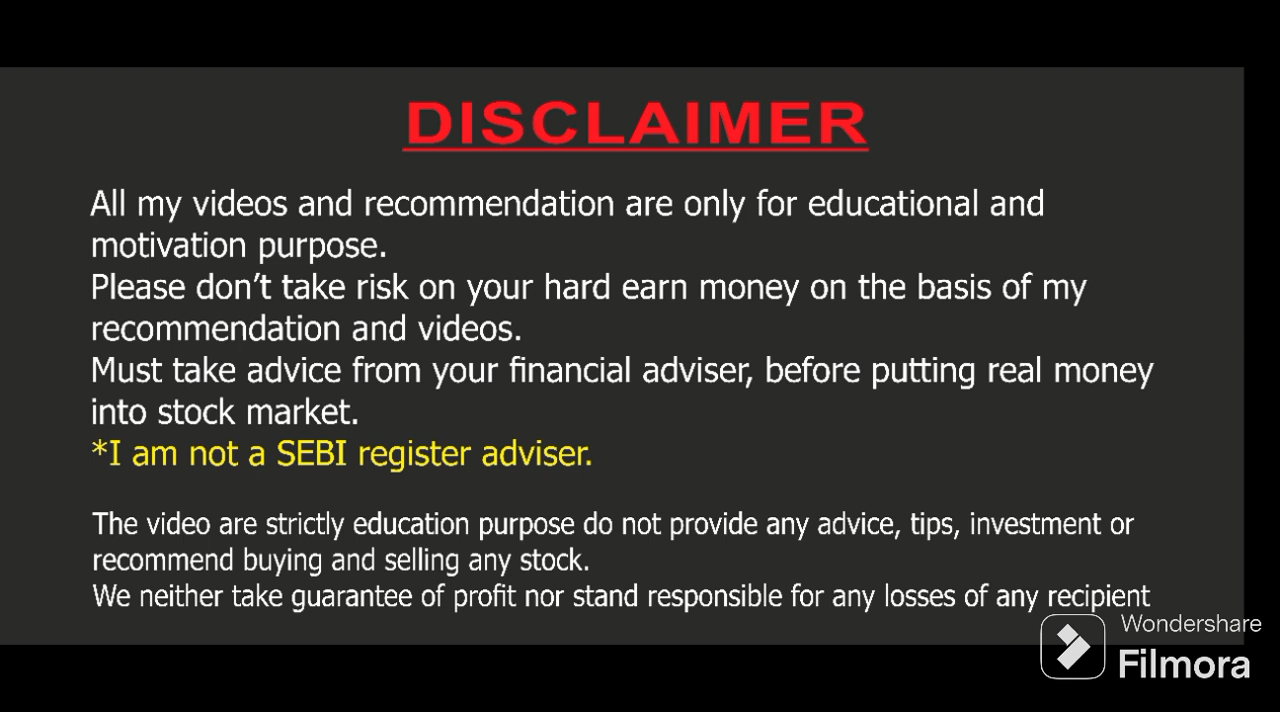 DISCLAIMER
All my videos and recommendation are only for educational and
motivation purpose.
Please don't take risk on your hard earn money on the basis of my
recommendation and videos.
Must take advice from your financial adviser, before putting real money
into stock market.
*I am not a SEBI register adviser.
The video are strictly education purpose do not provide any advice, tips, investment or
recommend buying and selling any stock.
We neither take guarantee of profit nor stand responsible for any losses of any recipient
Wondershare
Filmora